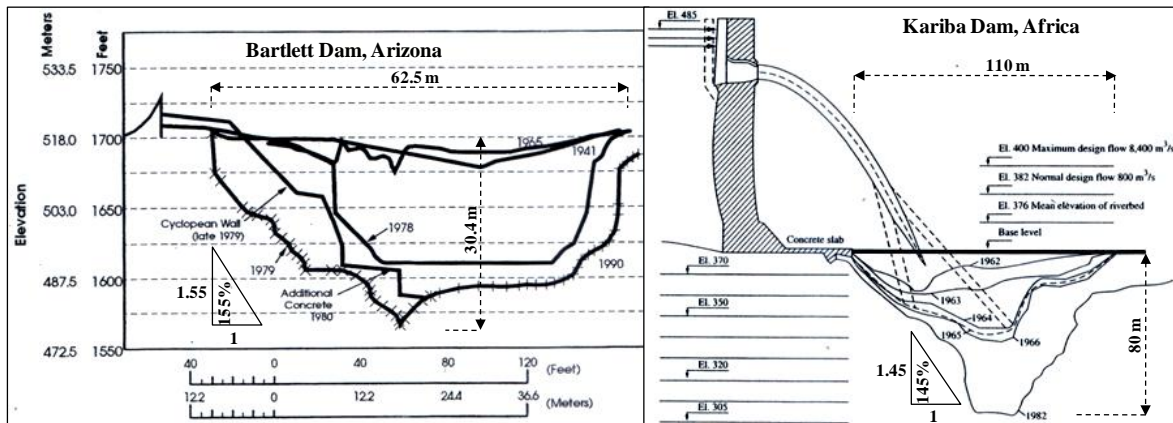 Bartlett Dam, Arizona
Meters
Feet
Elevation
62.5 m
533.5 1750
518.0 1700
503.0 1650
487.5 1600
472.5 1550
1965
1941
30.4 m
Cyclopean Wall
(late 1979)
1978
1979
1990
Additional
Concrete
1980
1.55
155%
1
40 0 40 80 120 (Feet)
12.2 0 12.2 24.4 36.6 (Meters)
Kariba Dam, Africa
El. 485
110 m
El. 400 Maximum design flow 8,400 m³/s
El. 382 Normal design flow 800 m³/s
El. 376 Mean elevation of riverbed
Base level
Concrete slab
El. 370
El. 350
El. 320
El. 305
1962
1963
1964
1965
1966
1982
80 m
1.45
145%
1